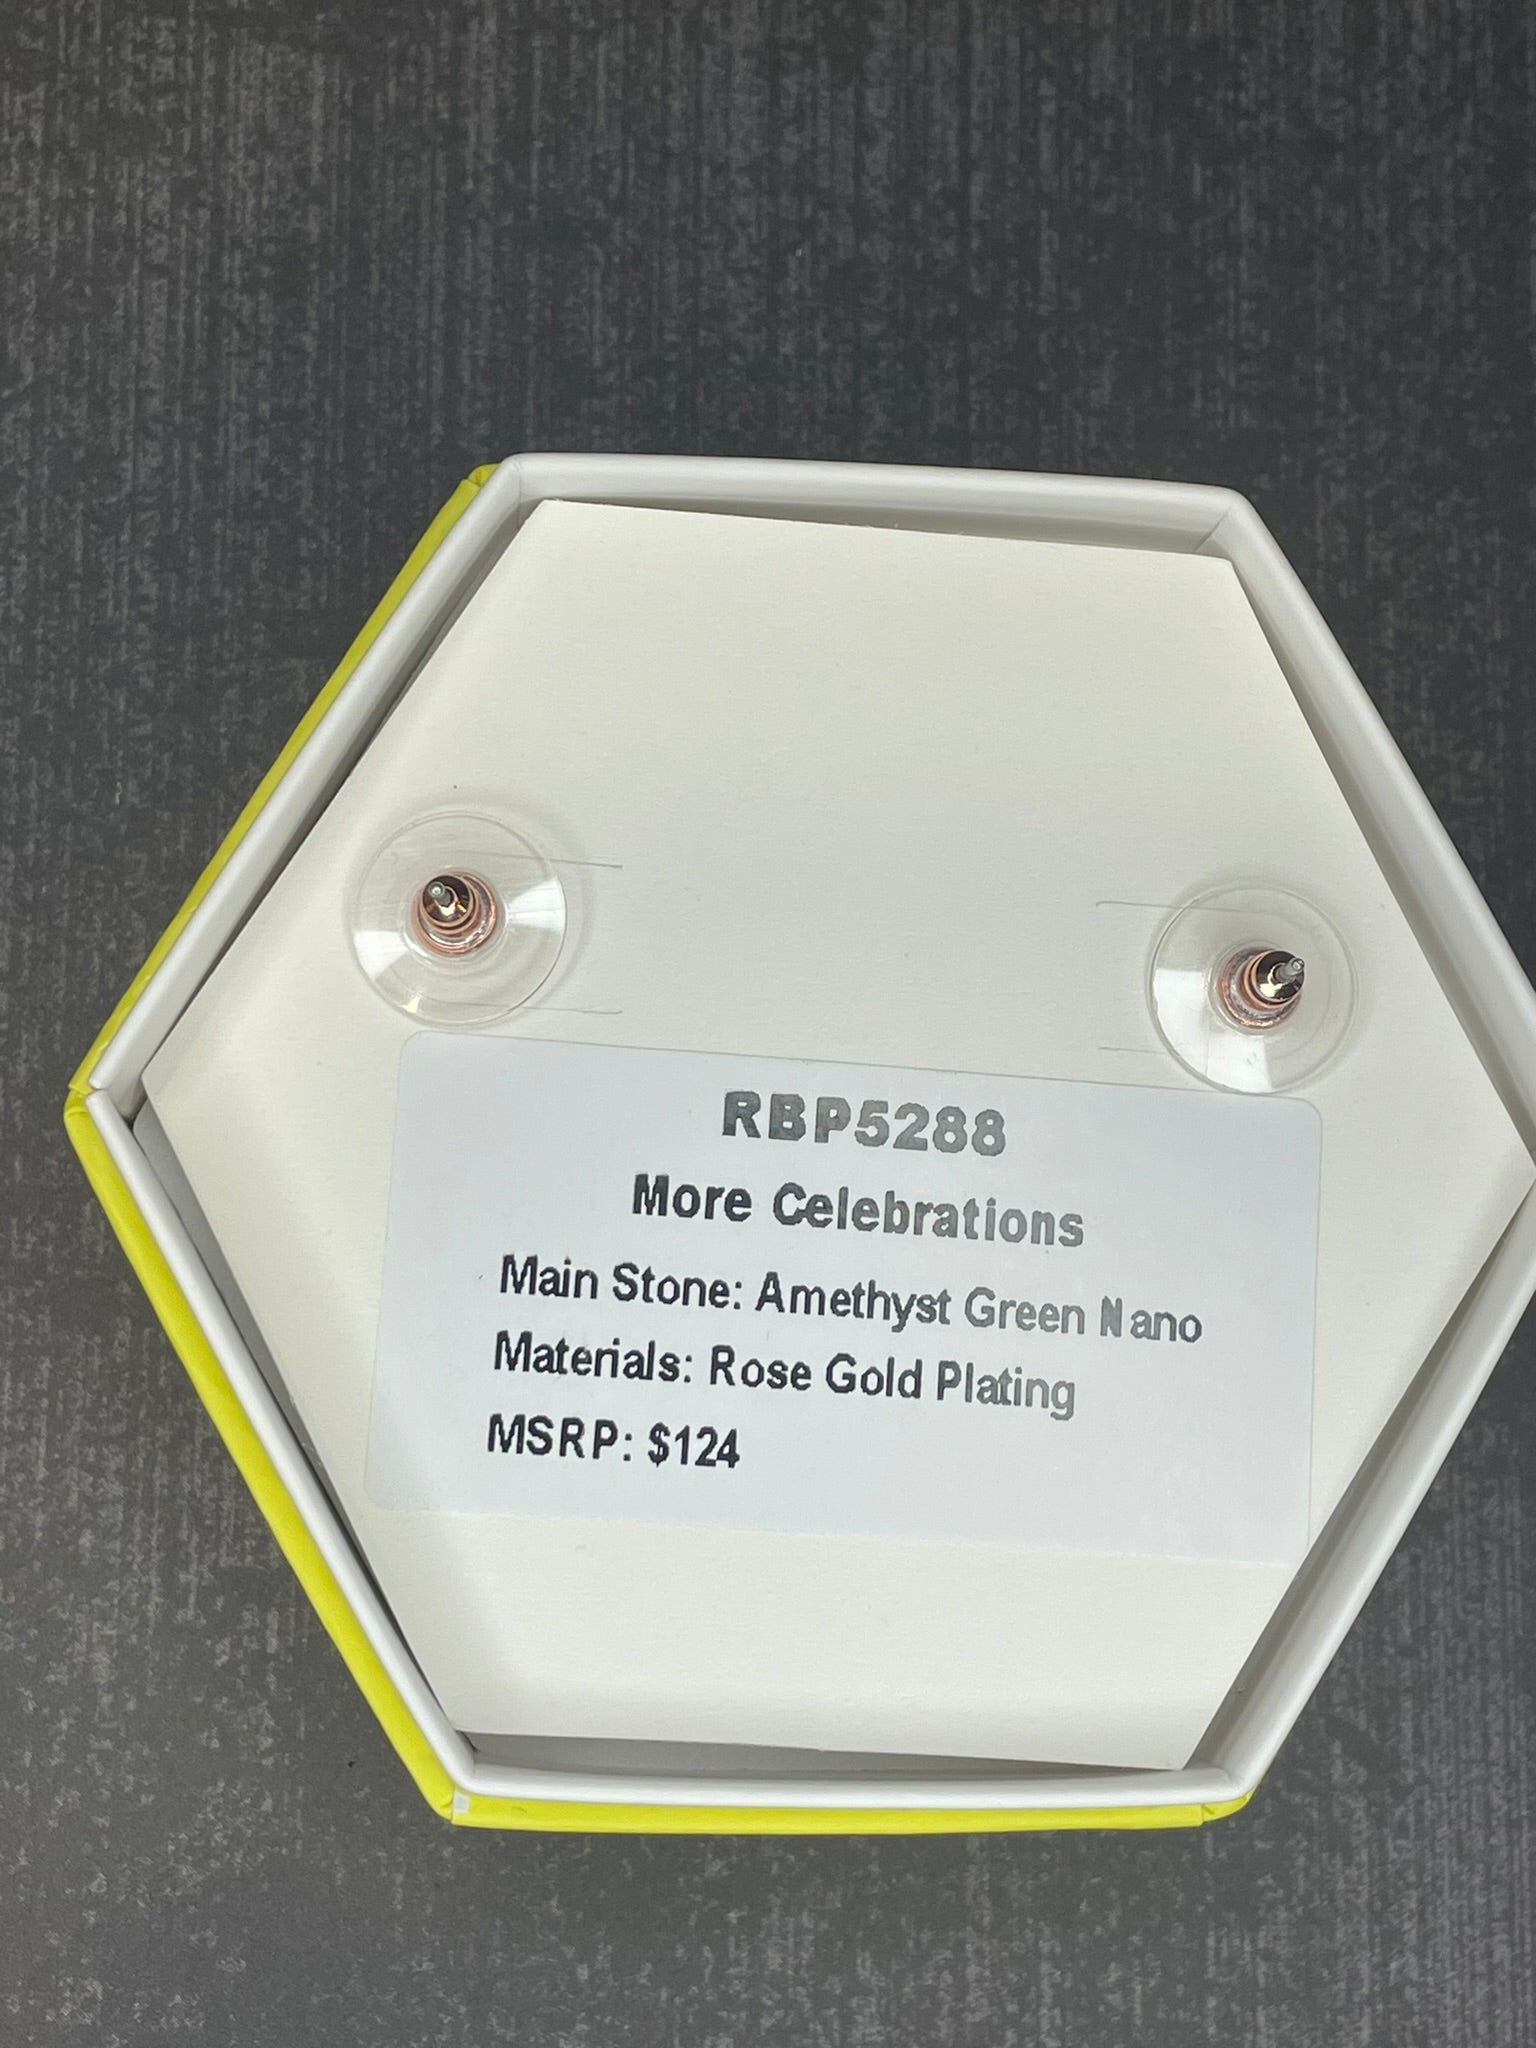 RBP5288
More Celebrations
Main Stone: Amethyst Green Nano
Materials: Rose Gold Plating
MSRP: $124